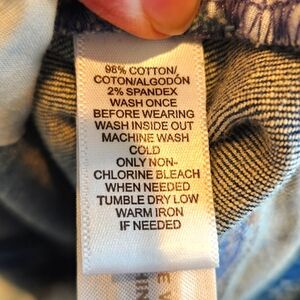 98% COTTON/
COTON/ALGODÓN
2% SPANDEX
WASH ONCE
BEFORE WEARING
WASH INSIDE OUT
MACHINE WASH
COLD
ONLY NON-
CHLORINE BLEACH
WHEN NEEDED
TUMBLE DRY LOW
WARM IRON
IF NEEDED